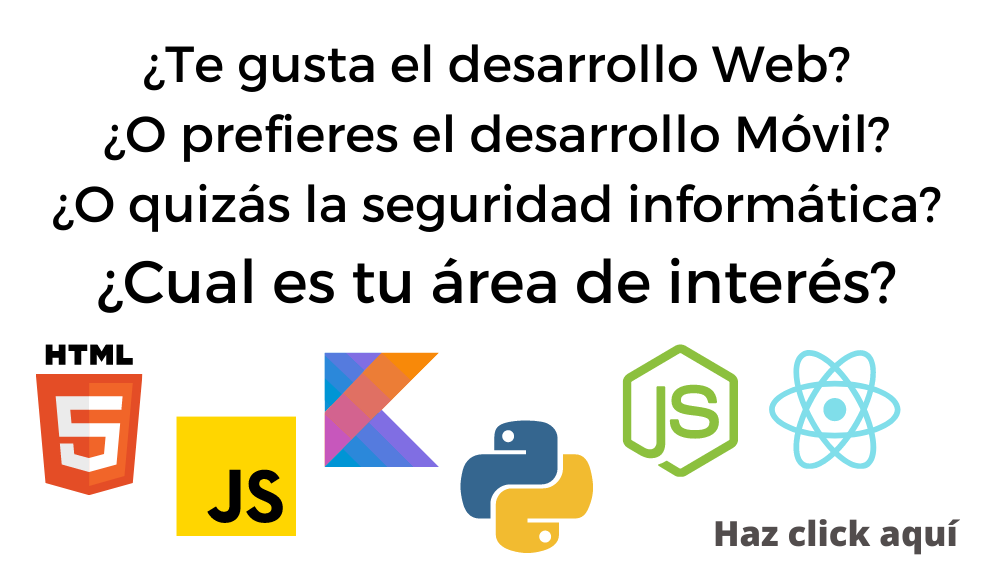 ¿Te gusta el desarrollo Web?
¿O prefieres el desarrollo Móvil?
¿O quizás la seguridad informática?
¿Cual es tu área de interés?
HTML
5
JS
JS
Haz click aquí